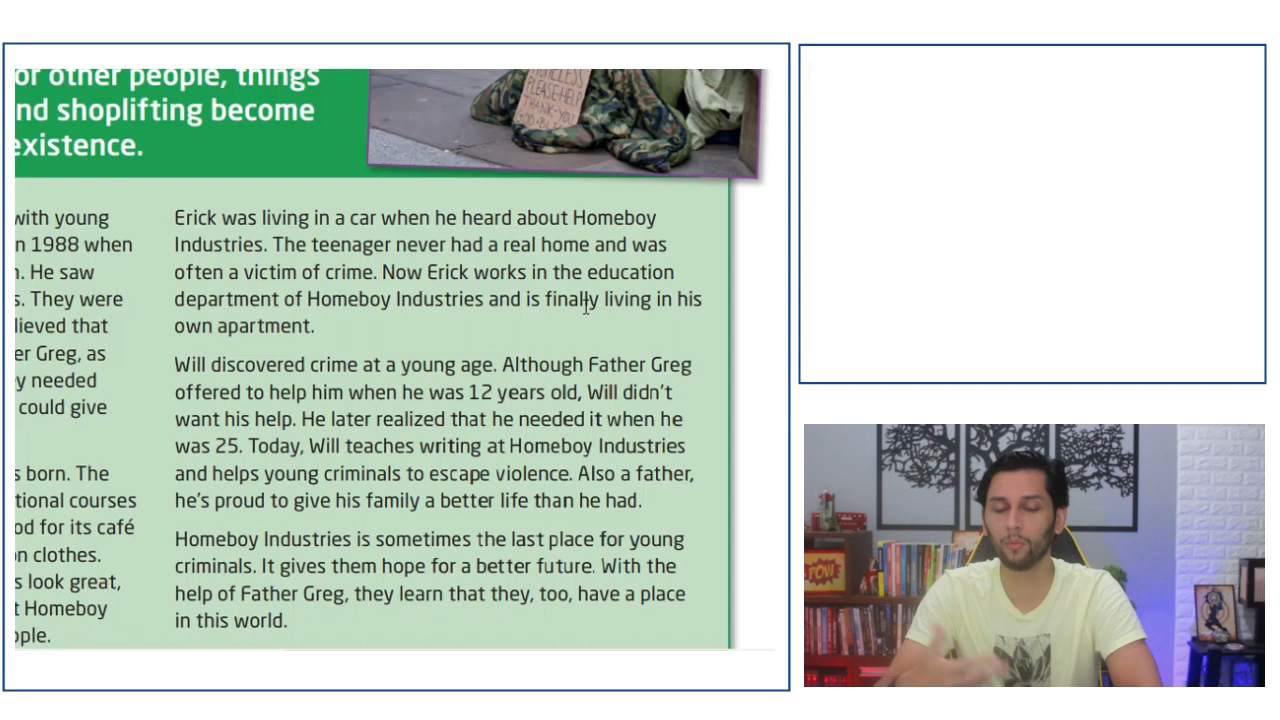 or other people, things
nd shoplifting become
existence.
HOMELESS
PLEASE HELP
THANK-YOU
GOD-BL
with young
n 1988 when
n. He saw
s. They were
lieved that
er Greg, as
y needed
could give
s born. The
tional courses
od for its café
n clothes.
s look great,
t Homeboy
ople.
Erick was living in a car when he heard about Homeboy
Industries. The teenager never had a real home and was
often a victim of crime. Now Erick works in the education
department of Homeboy Industries and is finally living in his
own apartment.
Will discovered crime at a young age. Although Father Greg
offered to help him when he was 12 years old, Will didn't
want his help. He later realized that he needed it when he
was 25. Today, Will teaches writing at Homeboy Industries
and helps young criminals to escape violence. Also a father,
he's proud to give his family a better life than he had.
Homeboy Industries is sometimes the last place for young
criminals. It gives them hope for a better future. With the
help of Father Greg, they learn that they, too, have a place
in this world.
POW